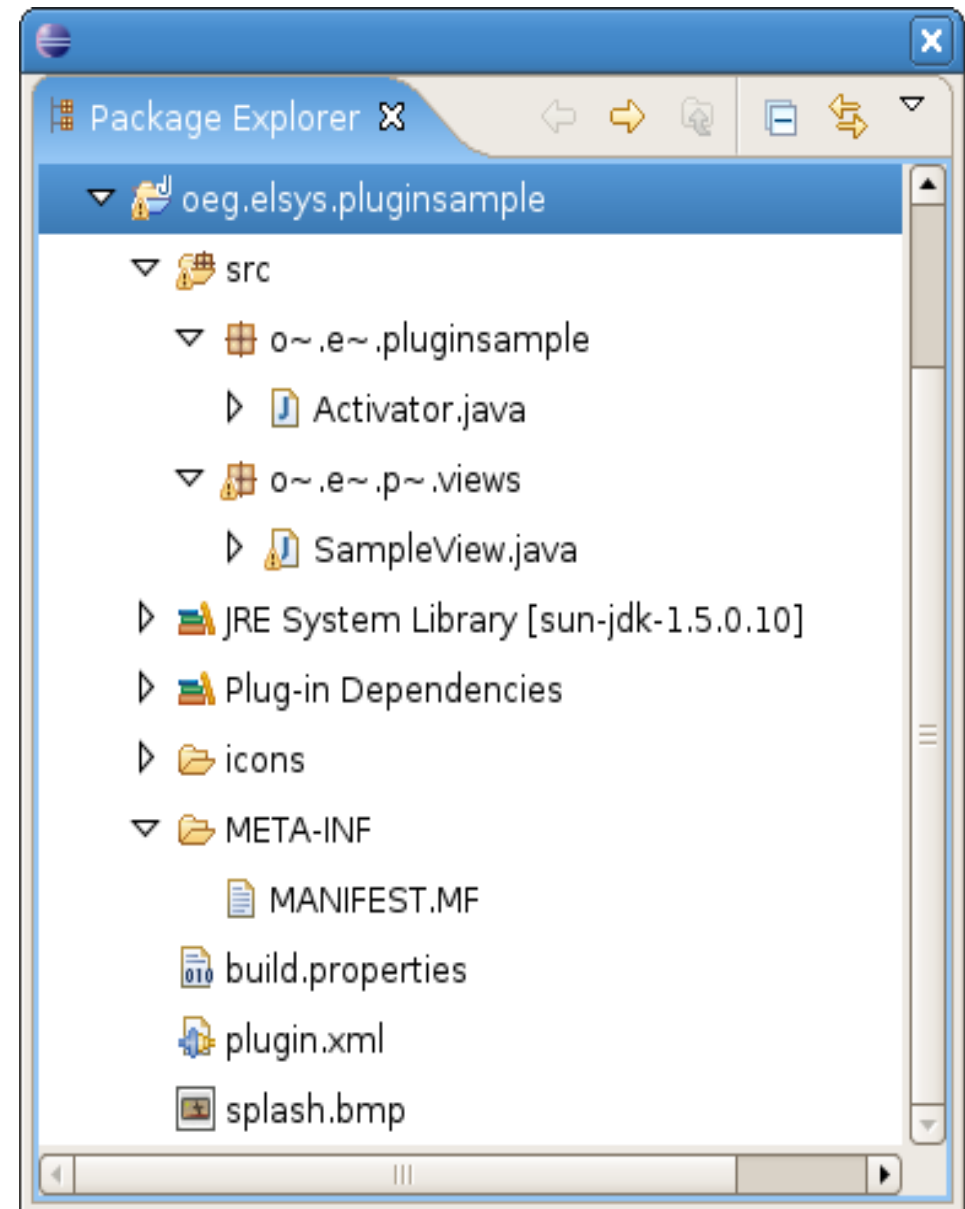 Package Explorer
oeg.elsys.pluginsample
src
o~.e~.pluginsample
Activator.java
o~.e~.p~.views
SampleView.java
JRE System Library [sun-jdk-1.5.0.10]
Plug-in Dependencies
icons
META-INF
MANIFEST.MF
build.properties
plugin.xml
splash.bmp